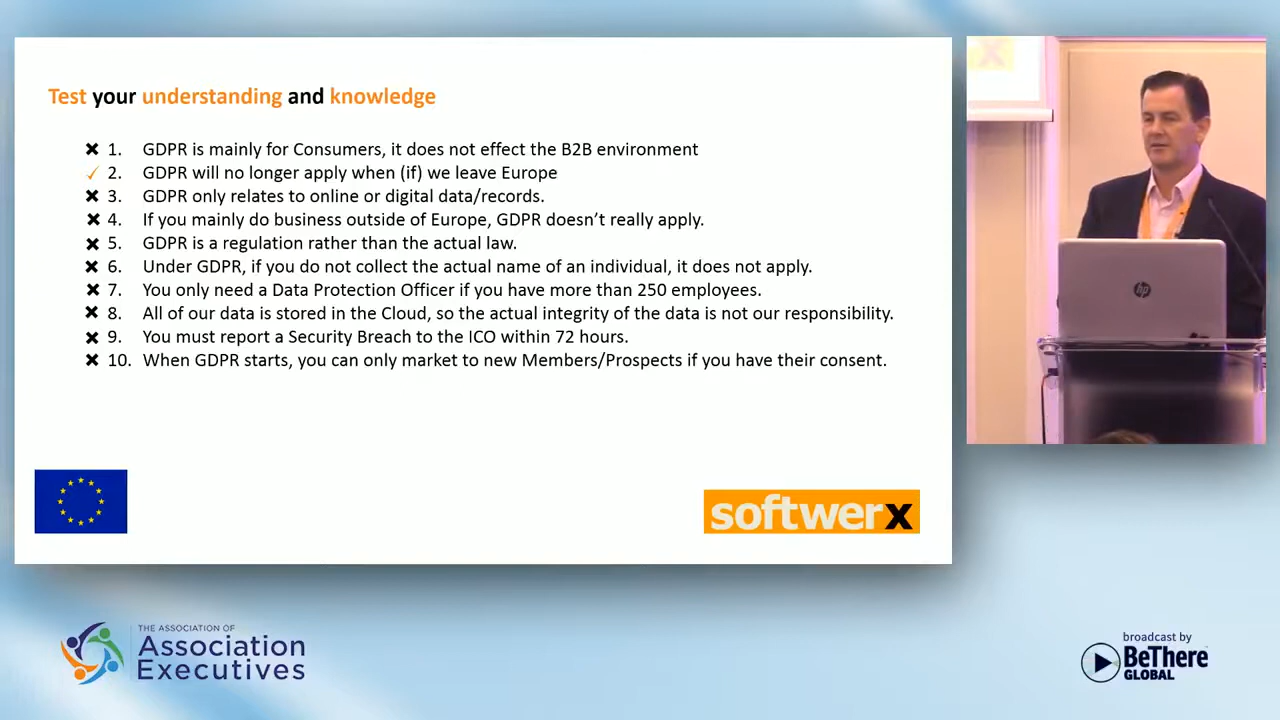 Test your understanding and knowledge
✖ 1. GDPR is mainly for Consumers, it does not effect the B2B environment
✓ 2. GDPR will no longer apply when (if) we leave Europe
✖ 3. GDPR only relates to online or digital data/records.
✖ 4. If you mainly do business outside of Europe, GDPR doesn't really apply.
✖ 5. GDPR is a regulation rather than the actual law.
✖ 6. Under GDPR, if you do not collect the actual name of an individual, it does not apply.
✖ 7. You only need a Data Protection Officer if you have more than 250 employees.
✖ 8. All of our data is stored in the Cloud, so the actual integrity of the data is not our responsibility.
✖ 9. You must report a Security Breach to the ICO within 72 hours.
✖ 10. When GDPR starts, you can only market to new Members/Prospects if you have their consent.
softwerx
hp
THE ASSOCIATION OF
Association
EXECUTIVES
broadcast by
BeThere
GLOBAL